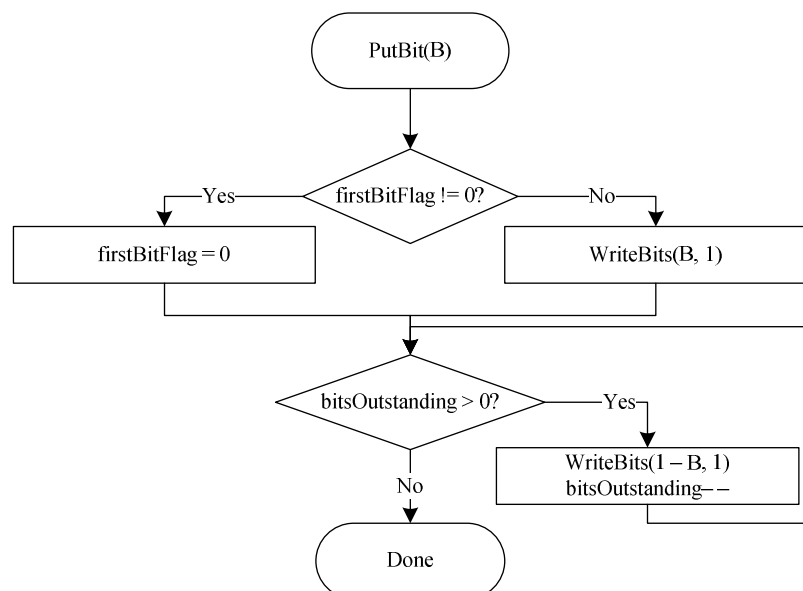 PutBit(B)
firstBitFlag != 0?
Yes
No
firstBitFlag = 0
WriteBits(B, 1)
bitsOutstanding > 0?
Yes
WriteBits(1 – B, 1)
bitsOutstanding– –
No
Done